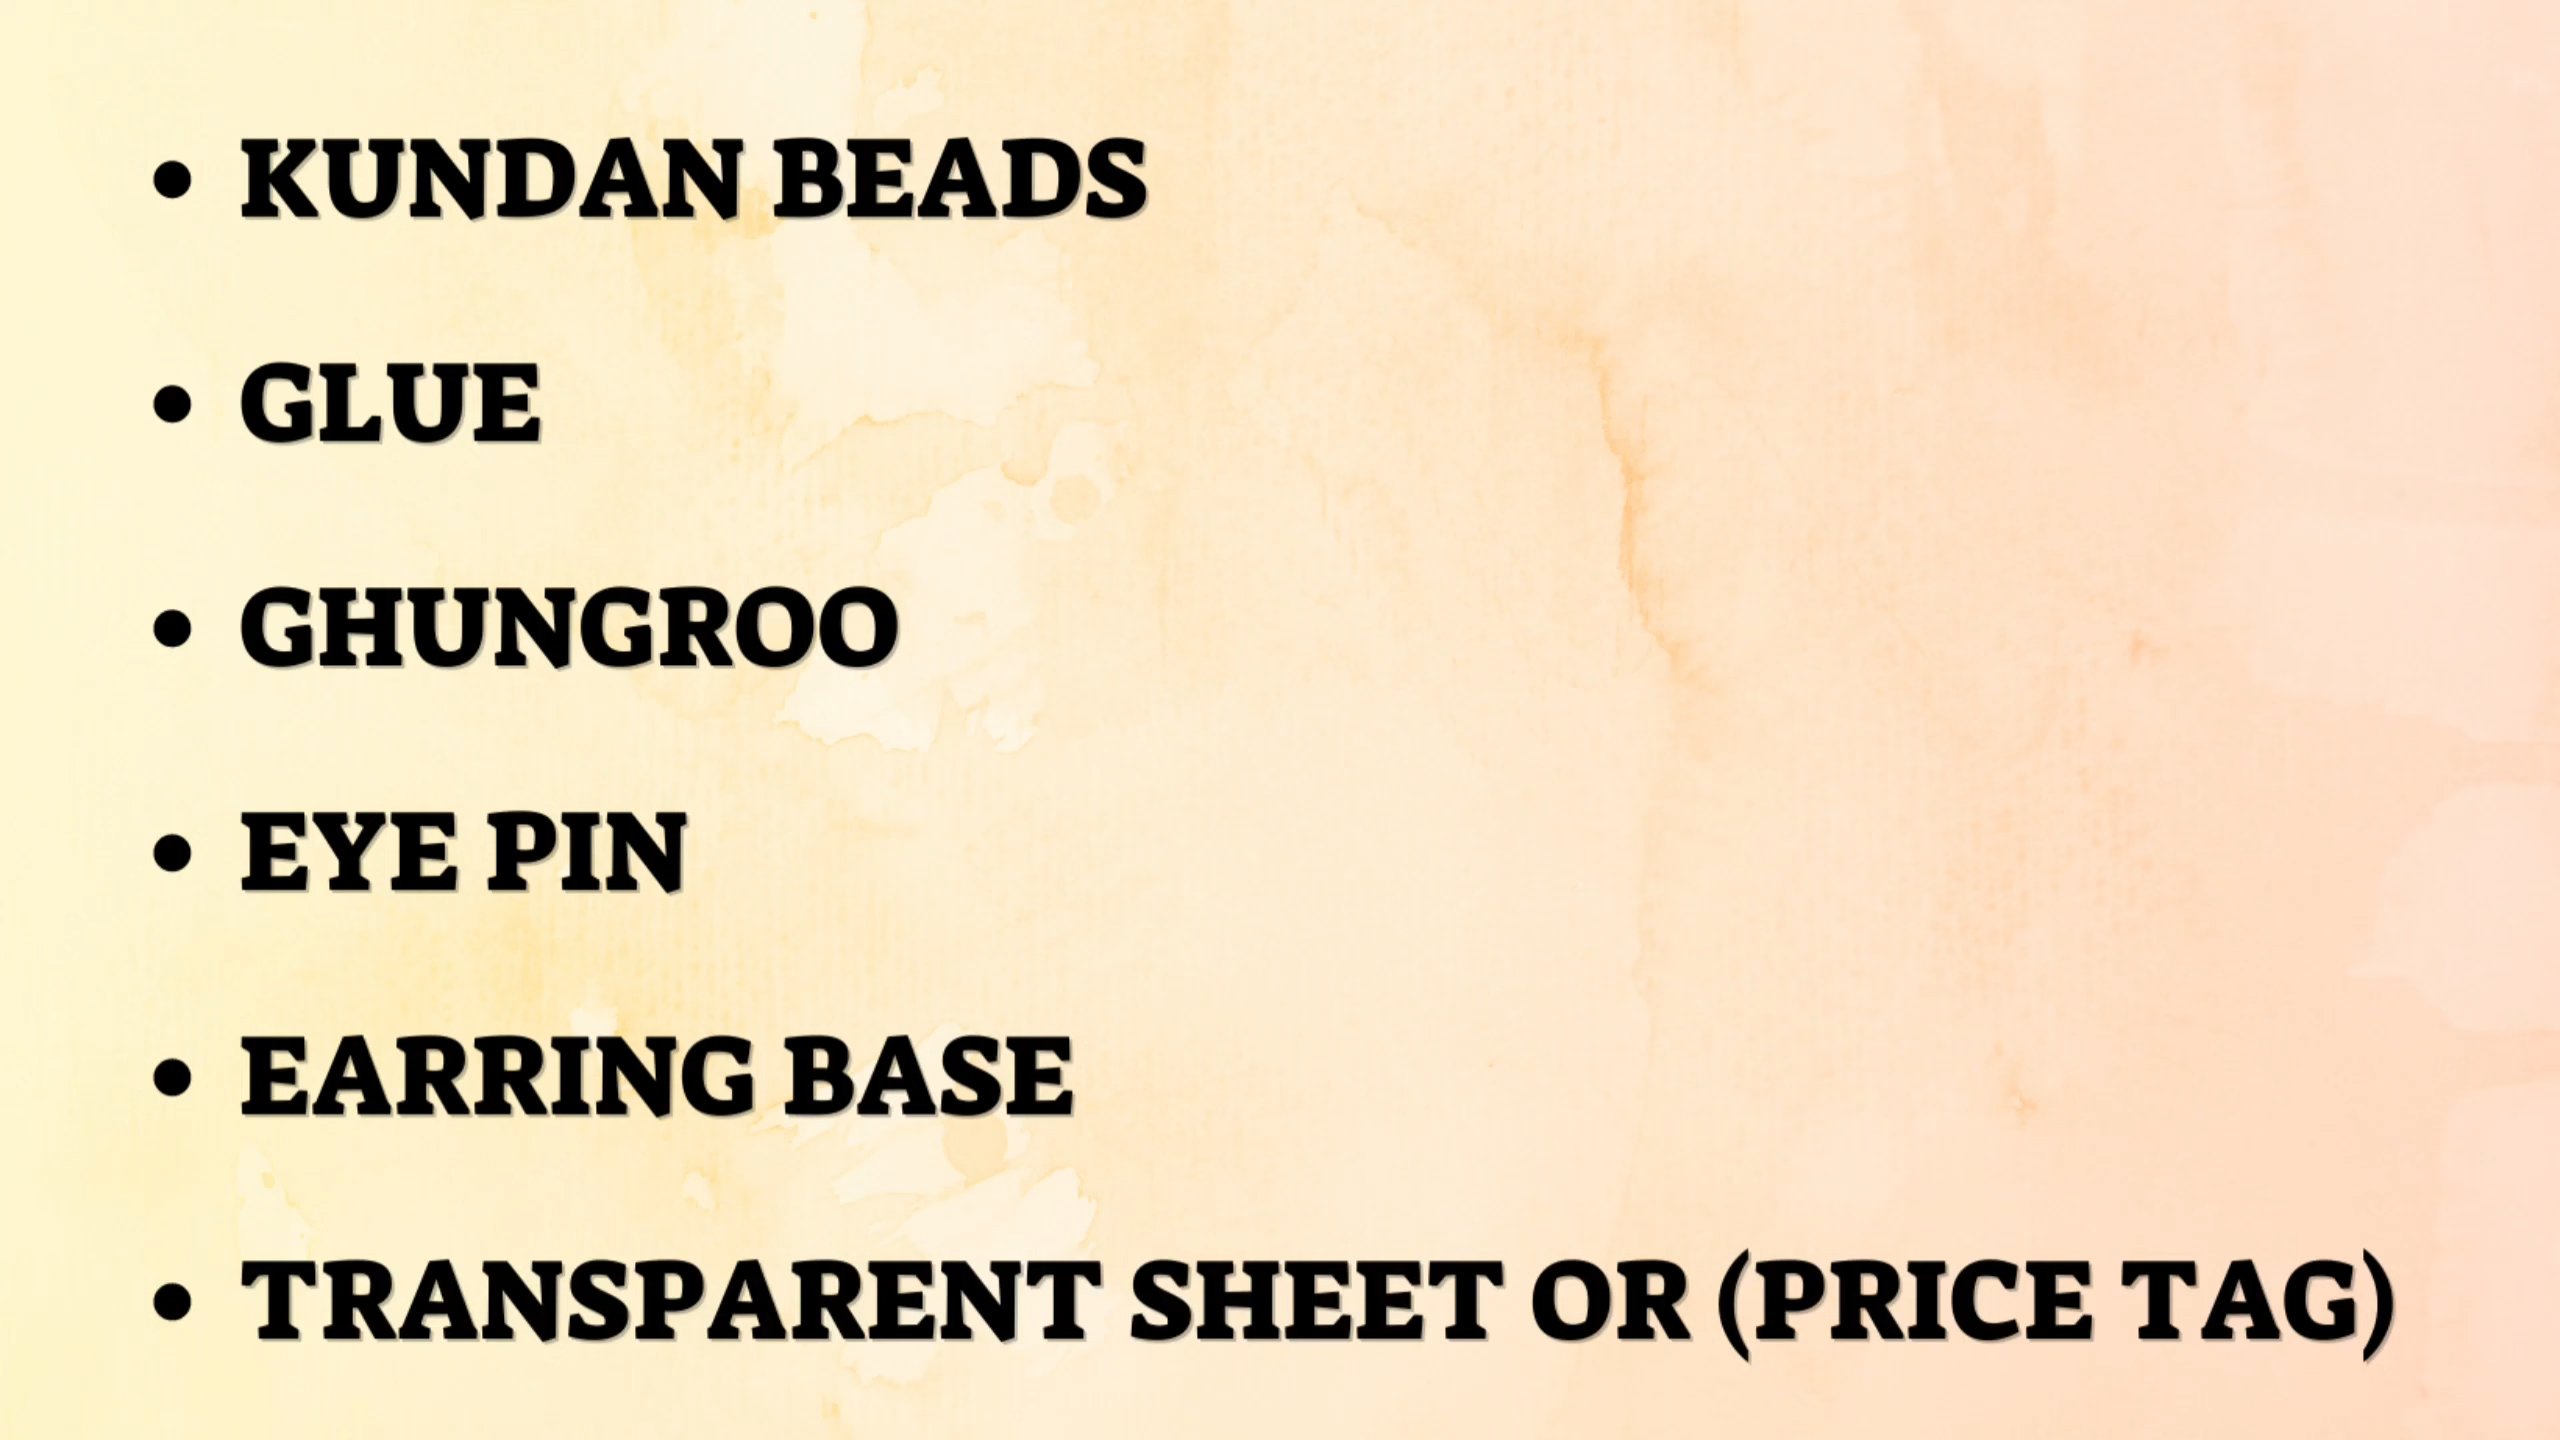 • KUNDAN BEADS
• GLUE
• GHUNGROO
• EYE PIN
• EARRING BASE
• TRANSPARENT SHEET OR (PRICE TAG)